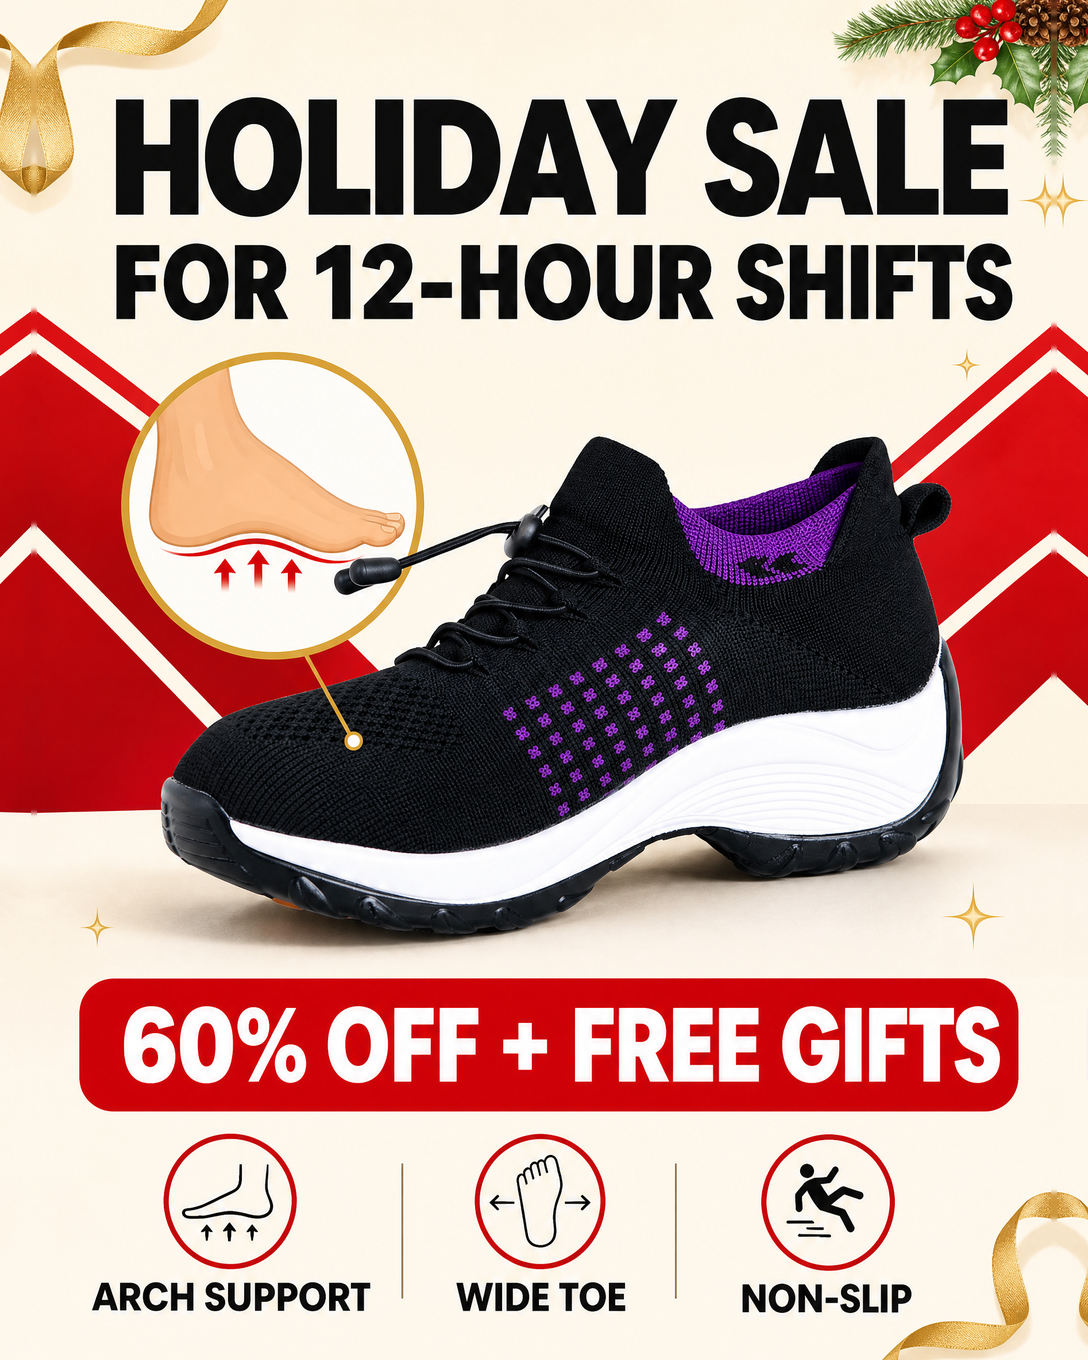 HOLIDAY SALE
FOR 12-HOUR SHIFTS
60% OFF + FREE GIFTS
ARCH SUPPORT
WIDE TOE
NON-SLIP